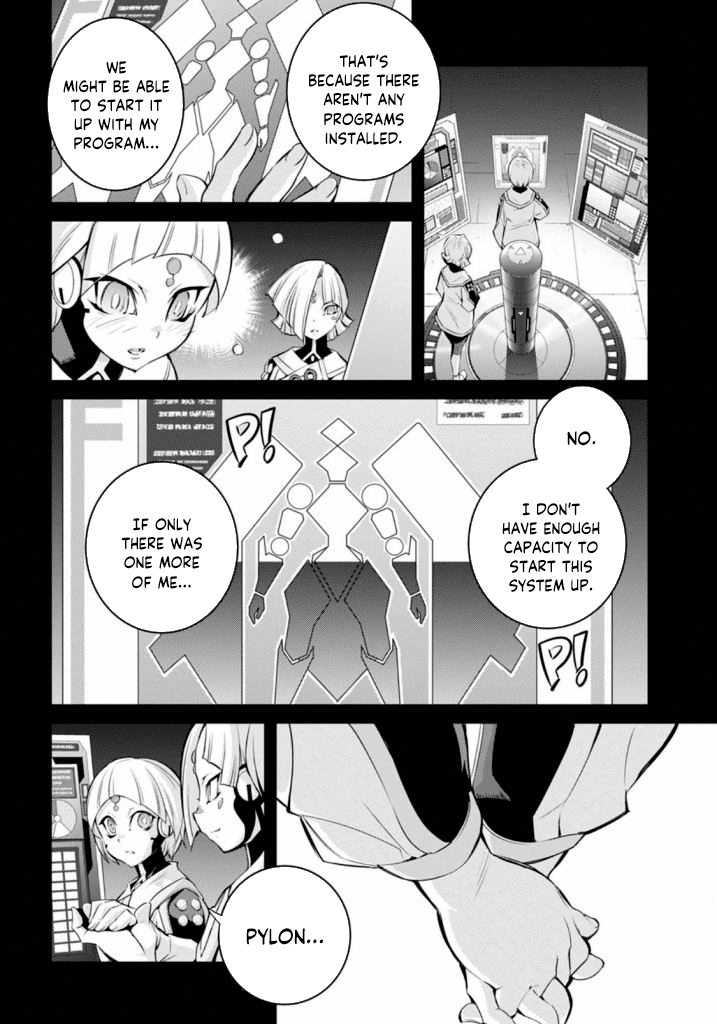 THAT'S
BECAUSE THERE
AREN'T ANY
PROGRAMS
INSTALLED.
WE
MIGHT BE ABLE
TO START IT
UP WITH MY
PROGRAM...
NO.
I DON'T
HAVE ENOUGH
CAPACITY TO
START THIS
SYSTEM UP.
P!
P!
IF ONLY
THERE WAS
ONE MORE
OF ME...
PYLON...